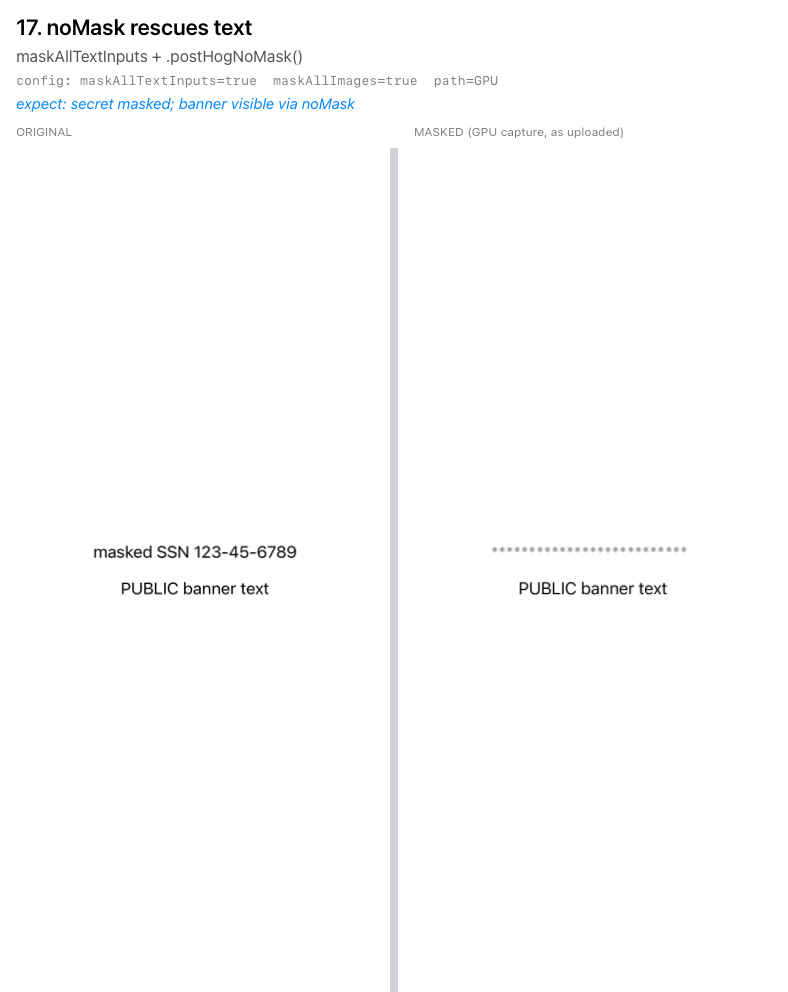 17. noMask rescues text
maskAllTextInputs + .postHogNoMask()
config: maskAllTextInputs=true  maskAllImages=true  path=GPU
expect: secret masked; banner visible via noMask
ORIGINAL
MASKED (GPU capture, as uploaded)
masked SSN 123-45-6789
PUBLIC banner text
**************************
PUBLIC banner text